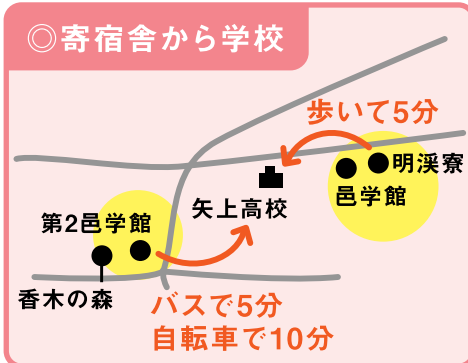 ◎寄宿舎から学校
歩いて5分
明渓寮
邑学館
矢上高校
第2邑学館
香木の森
バスで5分
自転車で10分